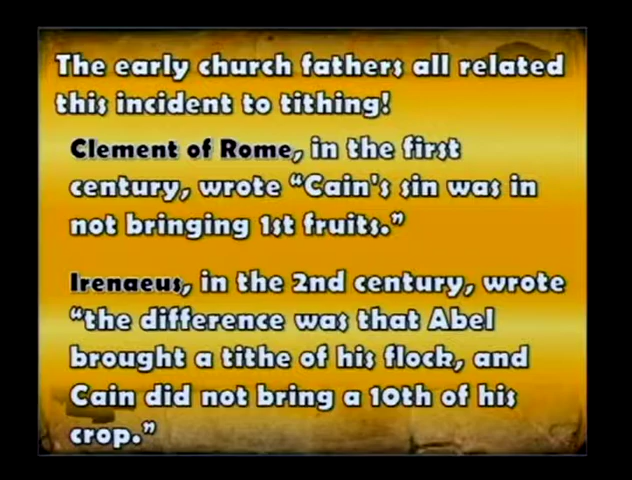 The early church fathers all related
this incident to tithing!
Clement of Rome, in the first
century, wrote “Cain's sin was in
not bringing 1st fruits.”
Irenaeus, in the 2nd century, wrote
“the difference was that Abel
brought a tithe of his flock, and
Cain did not bring a 10th of his
crop.”